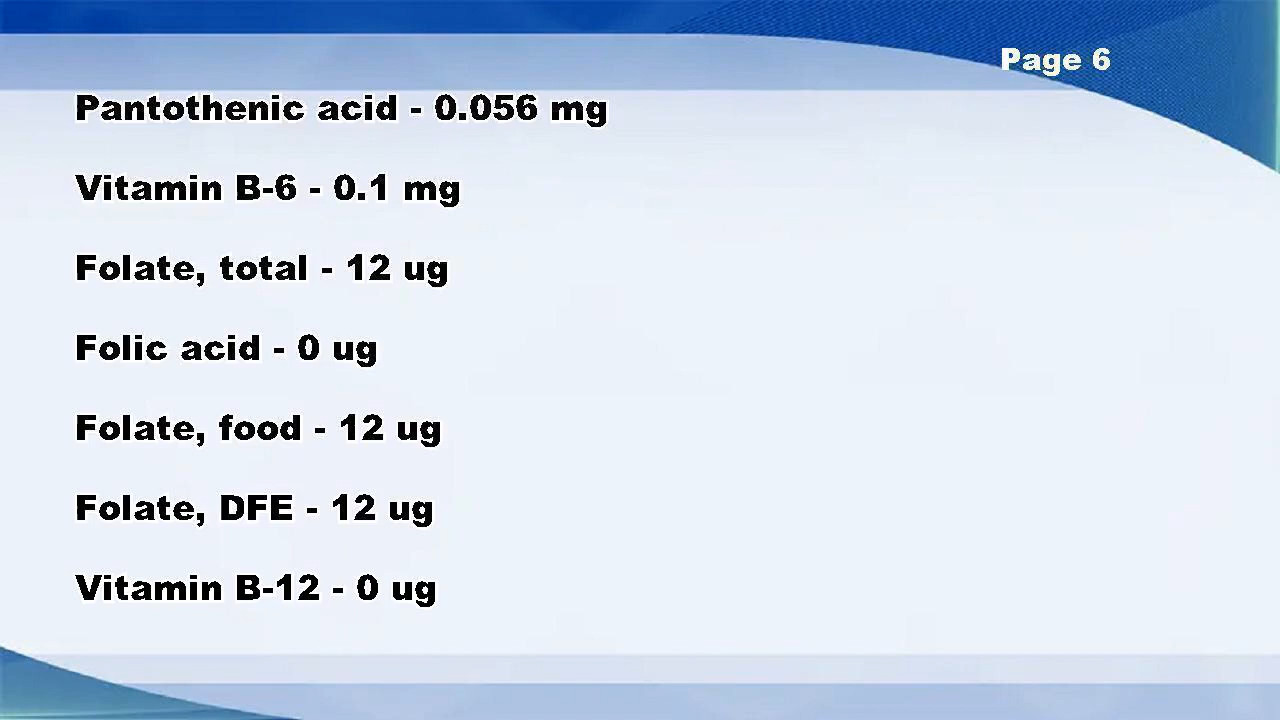 Page 6
Pantothenic acid - 0.056 mg
Vitamin B-6 - 0.1 mg
Folate, total - 12 ug
Folic acid - 0 ug
Folate, food - 12 ug
Folate, DFE - 12 ug
Vitamin B-12 - 0 ug